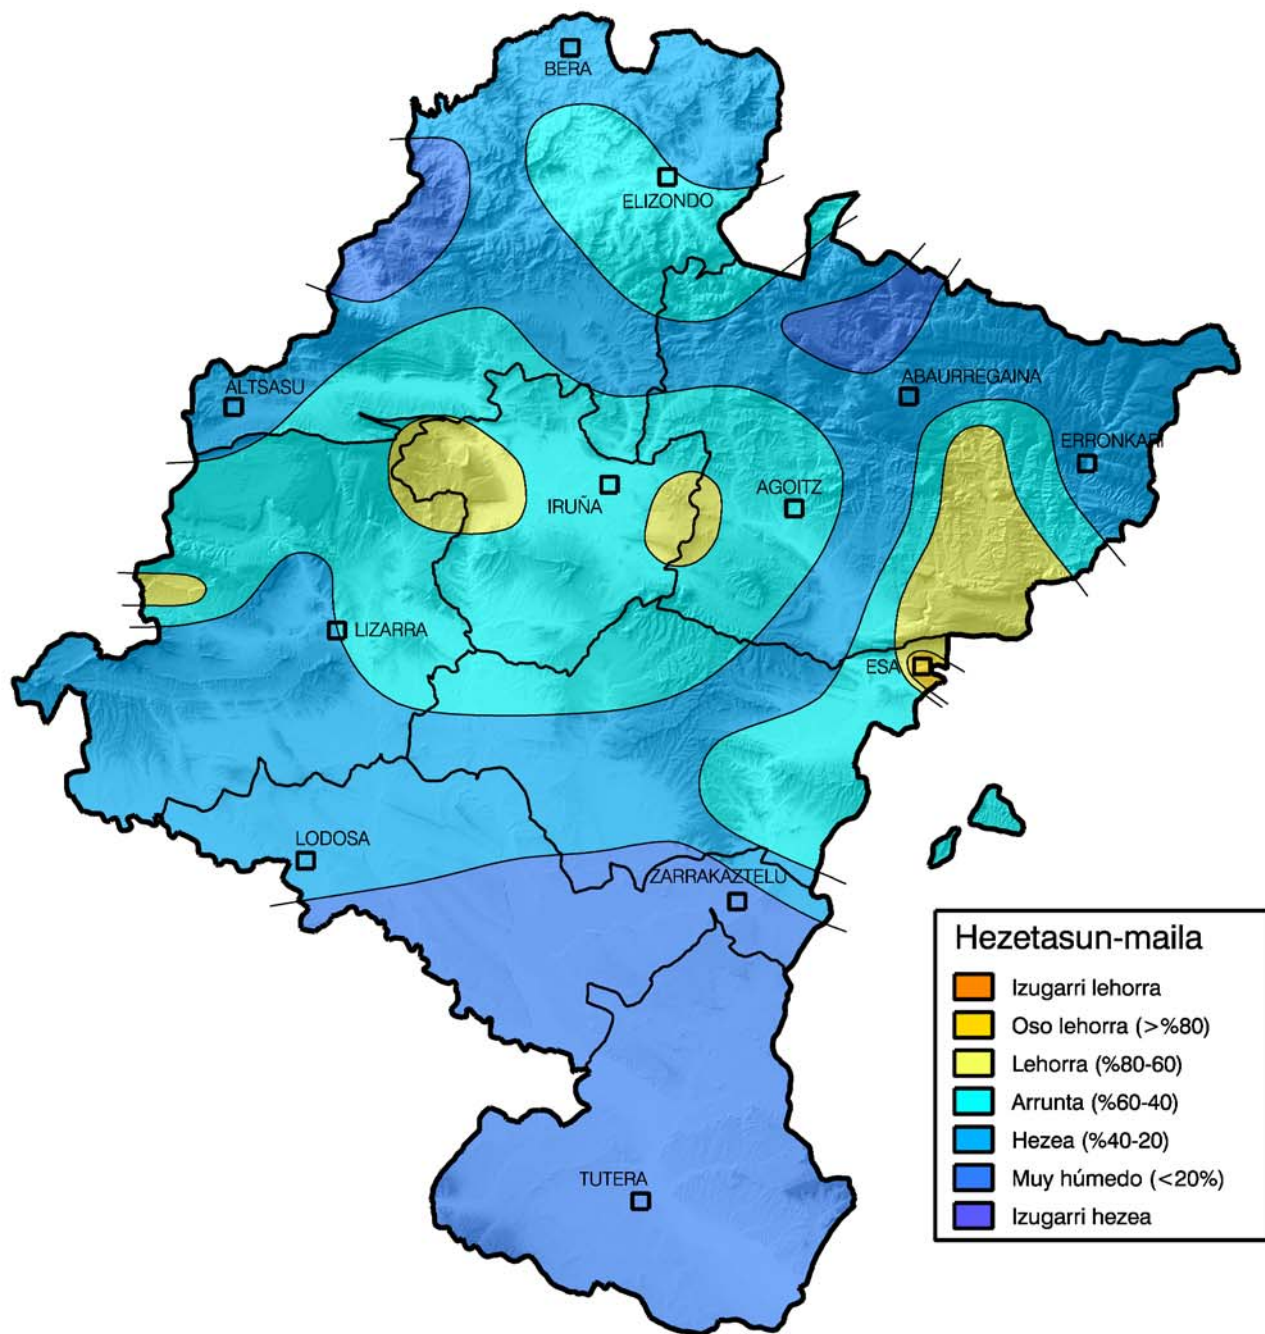 BERA
ELIZONDO
ALTSASU
ABAURREGAINA
ERRONKARI
IRUÑA
AGOITZ
LIZARRA
ESA
LODOSA
ZARRAKAZTELU
TUTERA
Hezetasun-maila
Izugarri lehorra
Oso lehorra (>%80)
Lehorra (%80-60)
Arrunta (%60-40)
Hezea (%40-20)
Muy húmedo (<20%)
Izugarri hezea